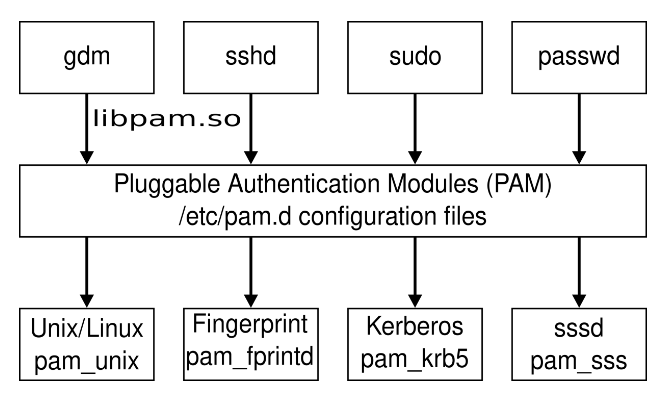 gdm
sshd
sudo
passwd
libpam.so
Pluggable Authentication Modules (PAM)
/etc/pam.d configuration files
Unix/Linux
pam_unix
Fingerprint
pam_fprintd
Kerberos
pam_krb5
sssd
pam_sss